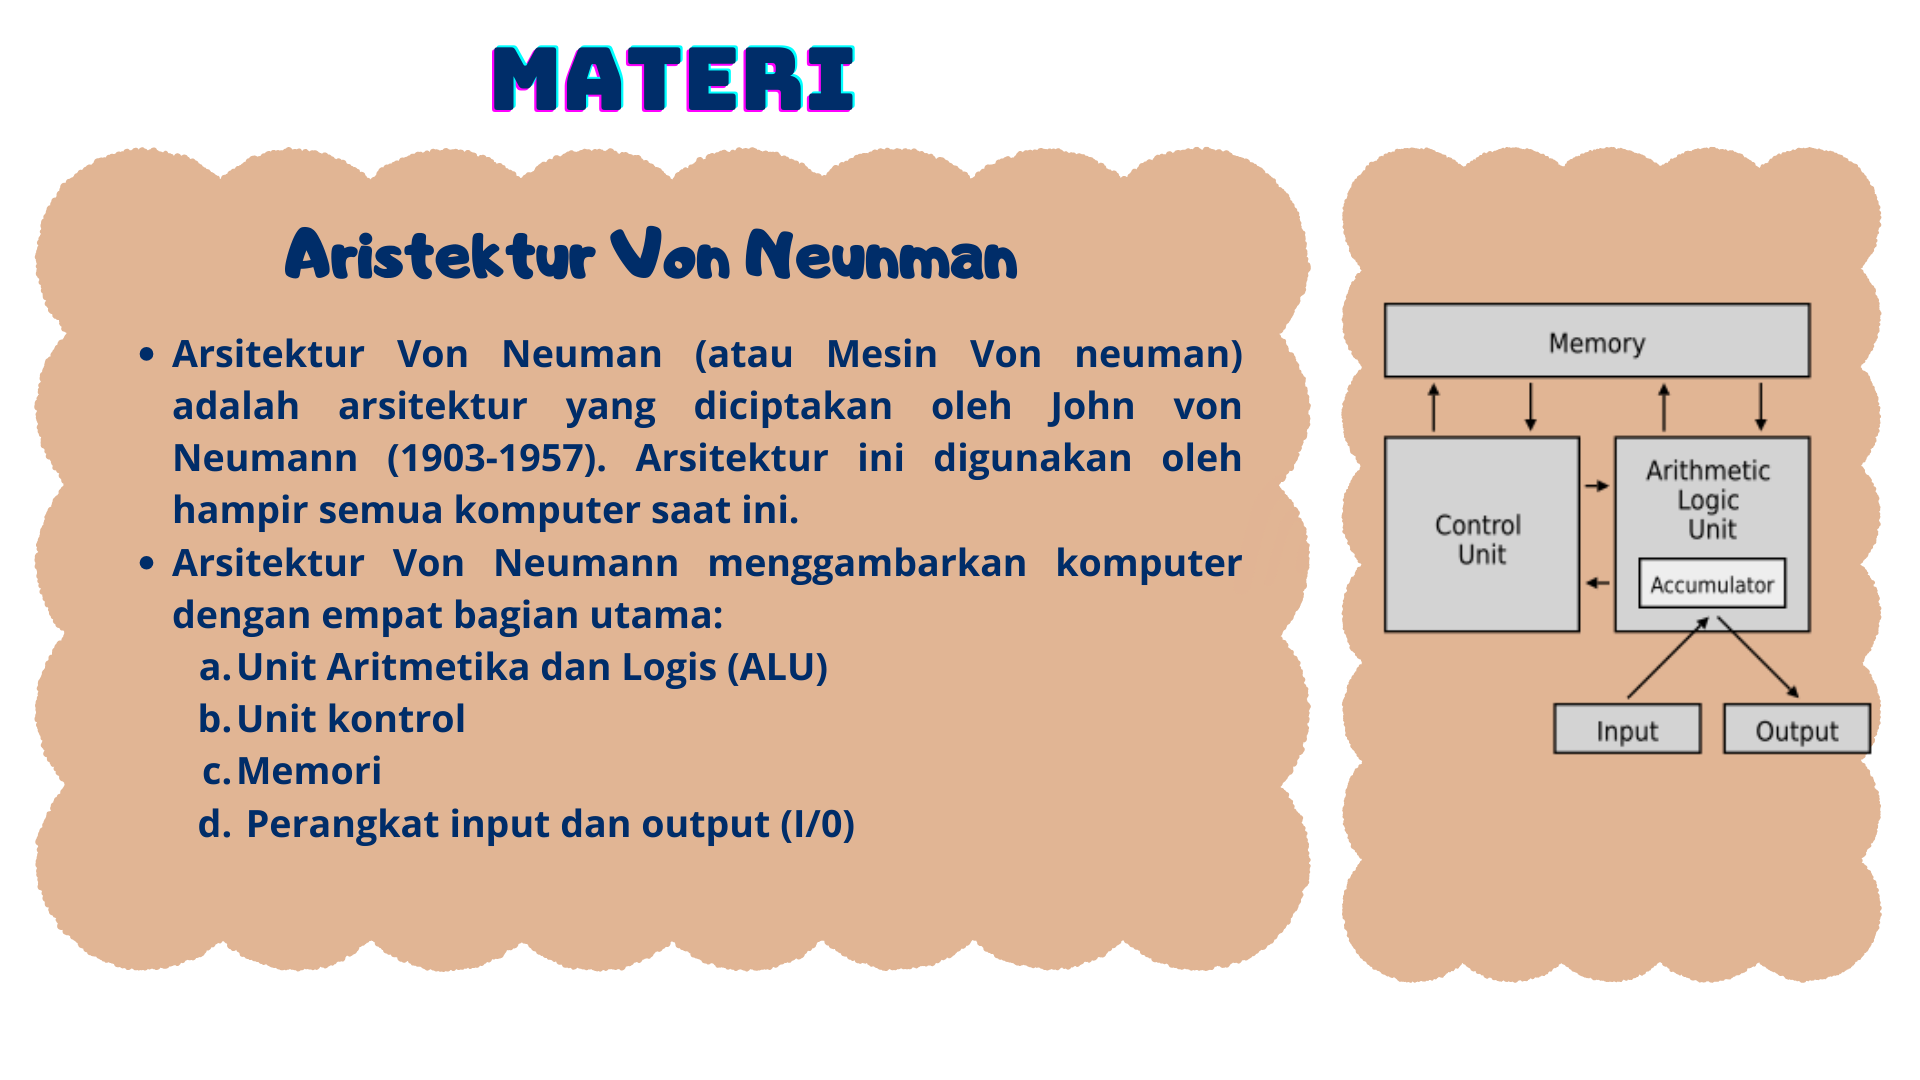 MATERI
Aristektur Von Neunman
• Arsitektur Von Neuman (atau Mesin Von neuman)
adalah arsitektur yang diciptakan oleh John von
Neumann (1903-1957). Arsitektur ini digunakan oleh
hampir semua komputer saat ini.
• Arsitektur Von Neumann menggambarkan komputer
dengan empat bagian utama:
a. Unit Aritmetika dan Logis (ALU)
b. Unit kontrol
c. Memori
d. Perangkat input dan output (I/0)
Memory
Control
Unit
Arithmetic
Logic
Unit
Accumulator
Input
Output